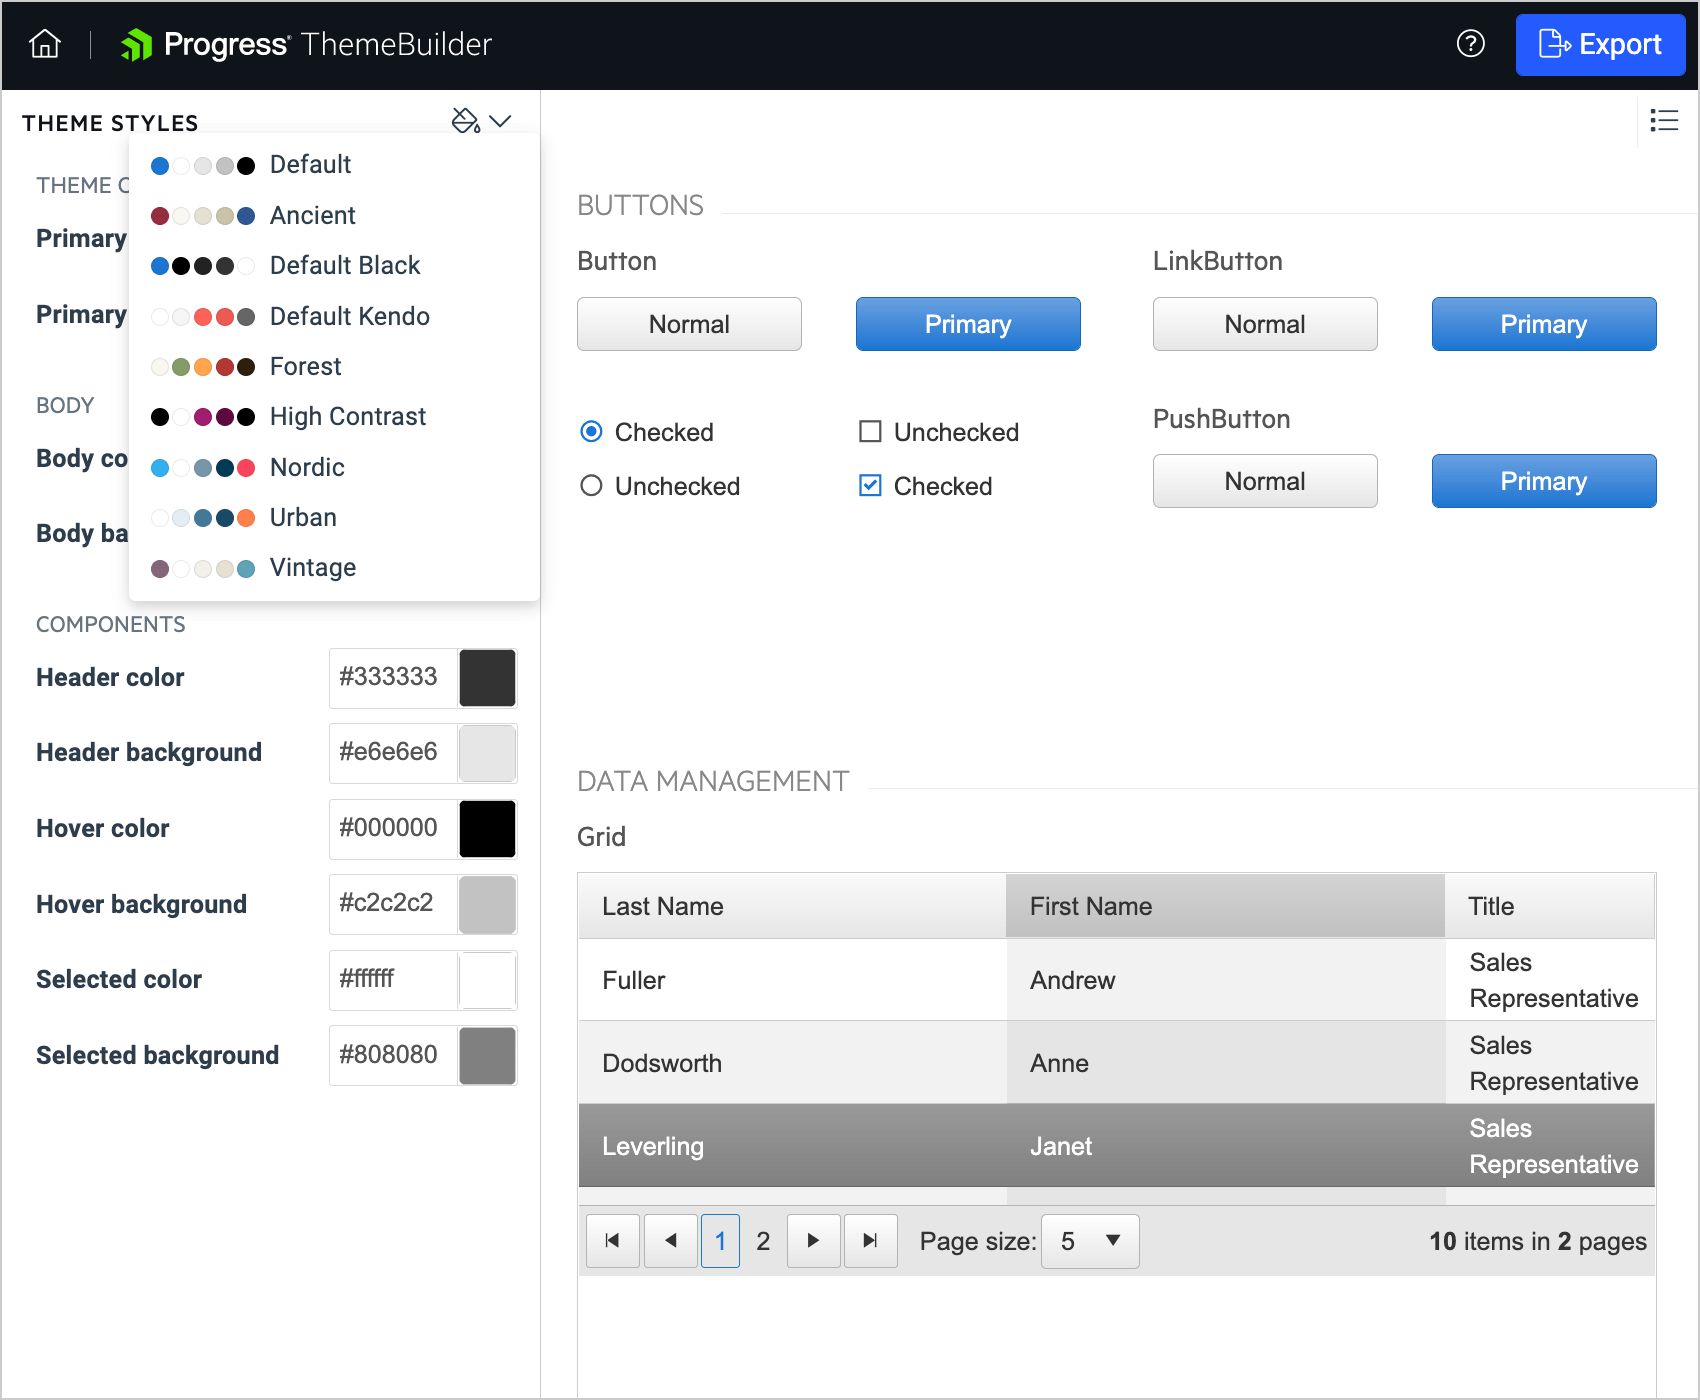 Progress® ThemeBuilder
Export
THEME STYLES
THEME C
Primary
Primary
BODY
Body co
Body ba
Default
Ancient
Default Black
Default Kendo
Forest
High Contrast
Nordic
Urban
Vintage
COMPONENTS
Header color #333333
Header background #e6e6e6
Hover color #000000
Hover background #c2c2c2
Selected color #ffffff
Selected background #808080
BUTTONS
Button LinkButton
Normal Primary Normal Primary
Checked Unchecked PushButton
Unchecked Checked Normal Primary
DATA MANAGEMENT
Grid
Last Name First Name Title
Fuller Andrew Sales
Representative
Dodsworth Anne Sales
Representative
Leverling Janet Sales
Representative
1 2 Page size: 5 10 items in 2 pages